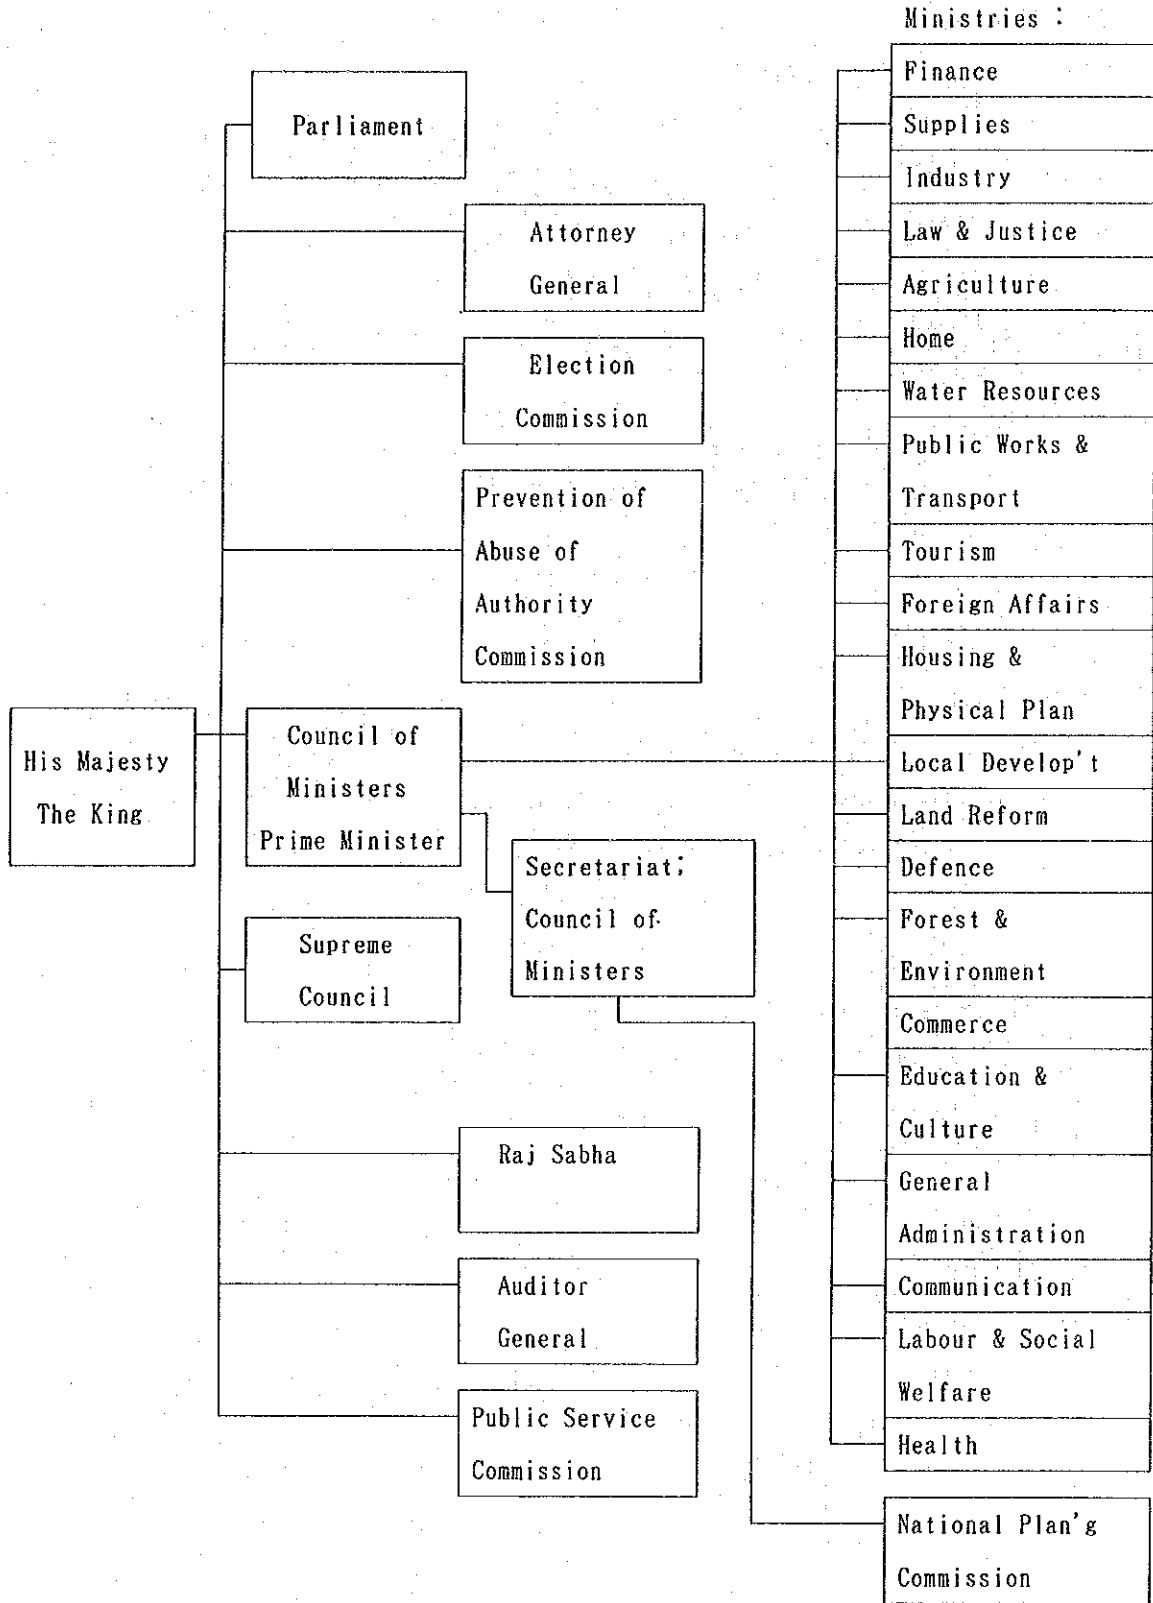 Ministries :
Finance
Supplies
Industry
Law & Justice
Agriculture
Home
Water Resources
Public Works &
Transport
Tourism
Foreign Affairs
Housing &
Physical Plan
Local Develop't
Land Reform
Defence
Forest &
Environment
Commerce
Education &
Culture
General
Administration
Communication
Labour & Social
Welfare
Health
National Plan'g
Commission
Parliament
Attorney
General
Election
Commission
Prevention of
Abuse of
Authority
Commission
His Majesty
The King
Council of
Ministers
Prime Minister
Secretariat;
Council of
Ministers
Supreme
Council
Raj Sabha
Auditor
General
Public Service
Commission